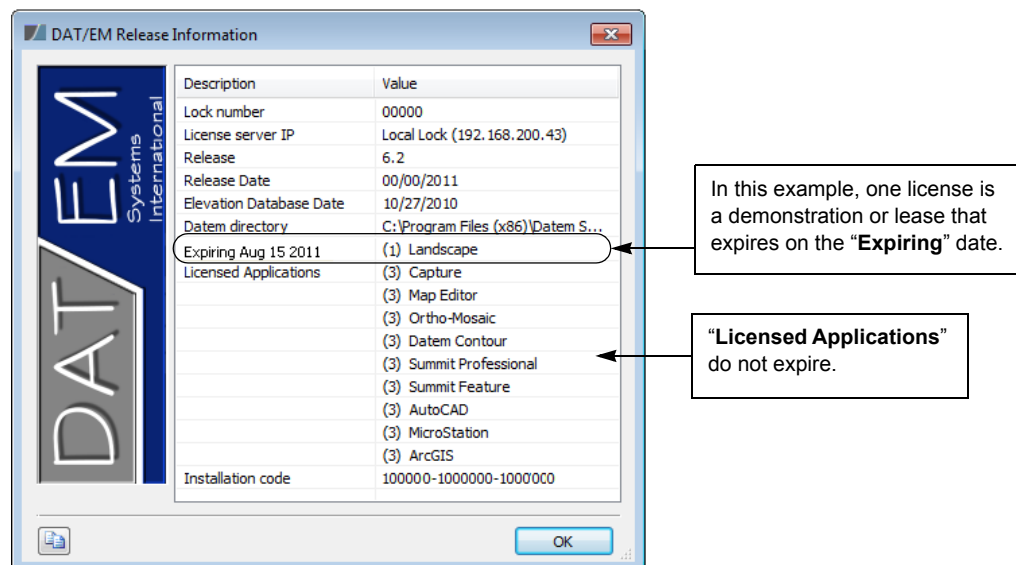 DAT/EM Release Information
DAT EM
Systems
International
Description Value
Lock number 00000
License server IP Local Lock (192.168.200.43)
Release 6.2
Release Date 00/00/2011
Elevation Database Date 10/27/2010
Datem directory C:\Program Files (x86)\Datem S...
Expiring Aug 15 2011 (1) Landscape
Licensed Applications (3) Capture
(3) Map Editor
(3) Ortho-Mosaic
(3) Datem Contour
(3) Summit Professional
(3) Summit Feature
(3) AutoCAD
(3) MicroStation
(3) ArcGIS
Installation code 100000-1000000-1000000
OK
In this example, one license is
a demonstration or lease that
expires on the “Expiring” date.
“Licensed Applications”
do not expire.